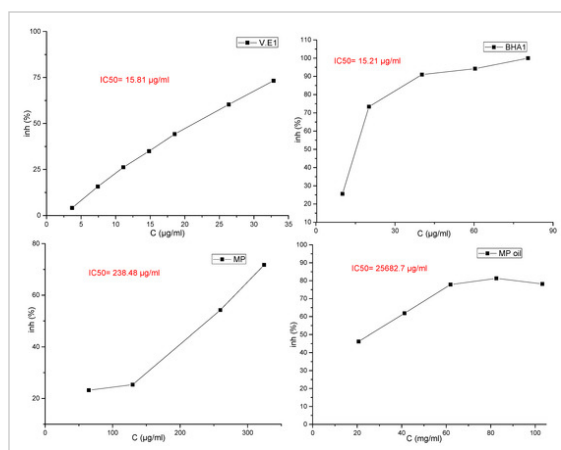 V.E1
IC50= 15.81 µg/ml
inh (%)
100
75
50
25
0
0 5 10 15 20 25 30 35
C (µg/ml)
BHA1
IC50= 15.21 µg/ml
inh (%)
110
100
90
80
70
60
50
40
30
20
10
0 30 60 90
C (µg/ml)
MP
IC50= 238.48 µg/ml
inh (%)
80
60
40
20
0 100 200 300
C (µg/ml)
MP oil
IC50= 25682.7 µg/ml
inh (%)
100
90
80
70
60
50
40
30
20
10
0
0 20 40 60 80 100
C (mg/ml)